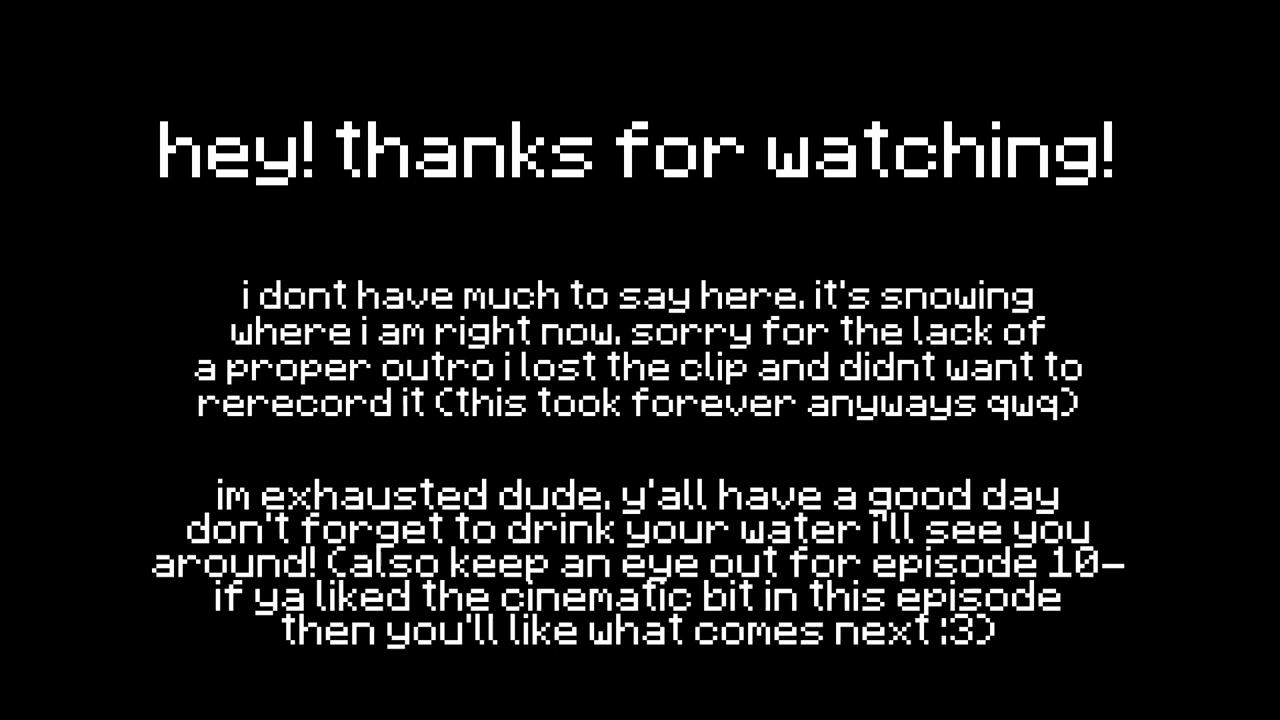 hey! thanks for watching!
i dont have much to say here. it's snowing
where i am right now. sorry for the lack of
a proper outro i lost the clip and didnt want to
rerecord it (this took forever anyways qwq)
im exhausted dude. y'all have a good day
don't forget to drink your water i'll see you
around! (also keep an eye out for episode 10-
if ya liked the cinematic bit in this episode
then you'll like what comes next :3)